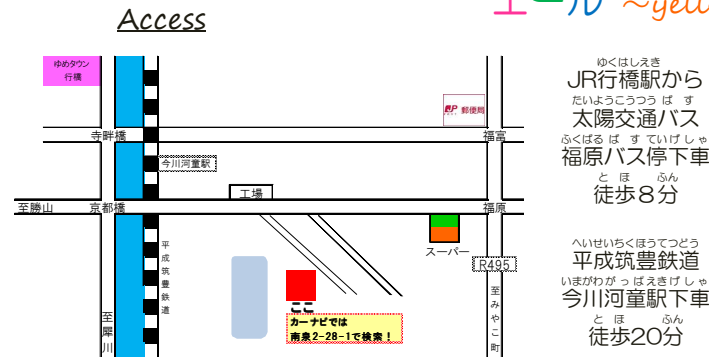 Access
エール ～yell
ゆめタウン
行橋
郵便局
寺畔橋
福富
今川河童駅
工場
至勝山
京都橋
福原
スーパー
R495
平成筑豊鉄道
ここ
カーナビでは
南泉2-28-1で検索！
至犀川
至みやこ町
ゆくはしえき
JR行橋駅から
たいようこうつう ば す
太陽交通バス
ふくばる ば す ていげしゃ
福原バス停下車
と ほ ふん
徒歩８分
へいせいちくほうてつどう
平成筑豊鉄道
いまがわがっぱえきげしゃ
今川河童駅下車
と ほ ふん
徒歩20分